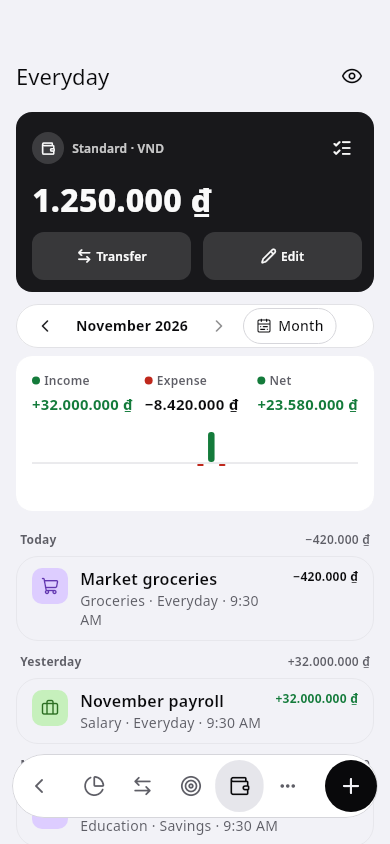 Everyday
Standard · VND
1.250.000 ₫
Transfer
Edit
November 2026
Month
Income
Expense
Net
+32.000.000 ₫
−8.420.000 ₫
+23.580.000 ₫
Today
−420.000 ₫
Market groceries
−420.000 ₫
Groceries · Everyday · 9:30
AM
Yesterday
+32.000.000 ₫
November payroll
+32.000.000 ₫
Salary · Everyday · 9:30 AM
Education · Savings · 9:30 AM